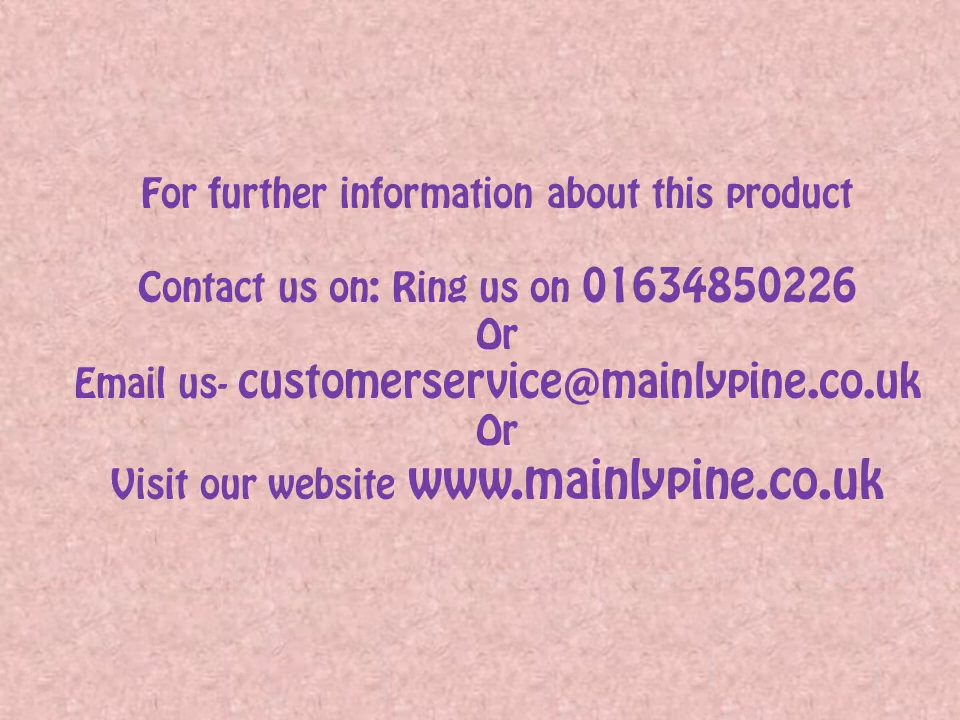 For further information about this product
Contact us on: Ring us on 01634850226
Or
Email us- customerservice@mainlypine.co.uk
Or
Visit our website www.mainlypine.co.uk